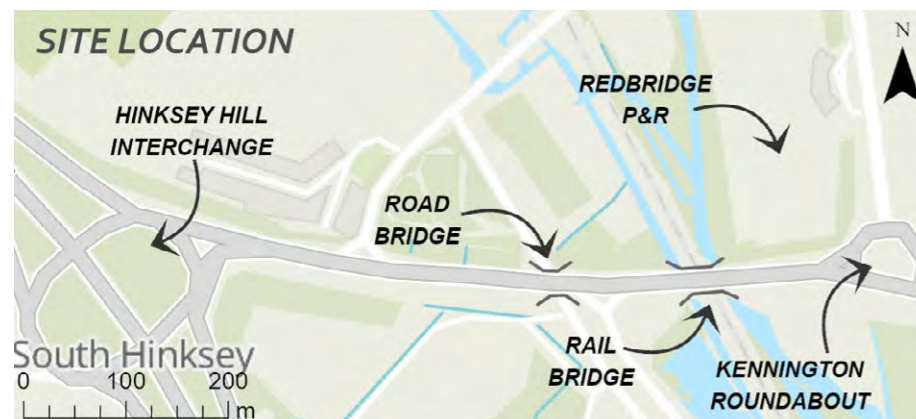 SITE LOCATION
N
HINKSEY HILL
INTERCHANGE
REDBRIDGE
P&R
ROAD
BRIDGE
RAIL
BRIDGE
KENNINGTON
ROUNDABOUT
South Hinksey
0 100 200
m